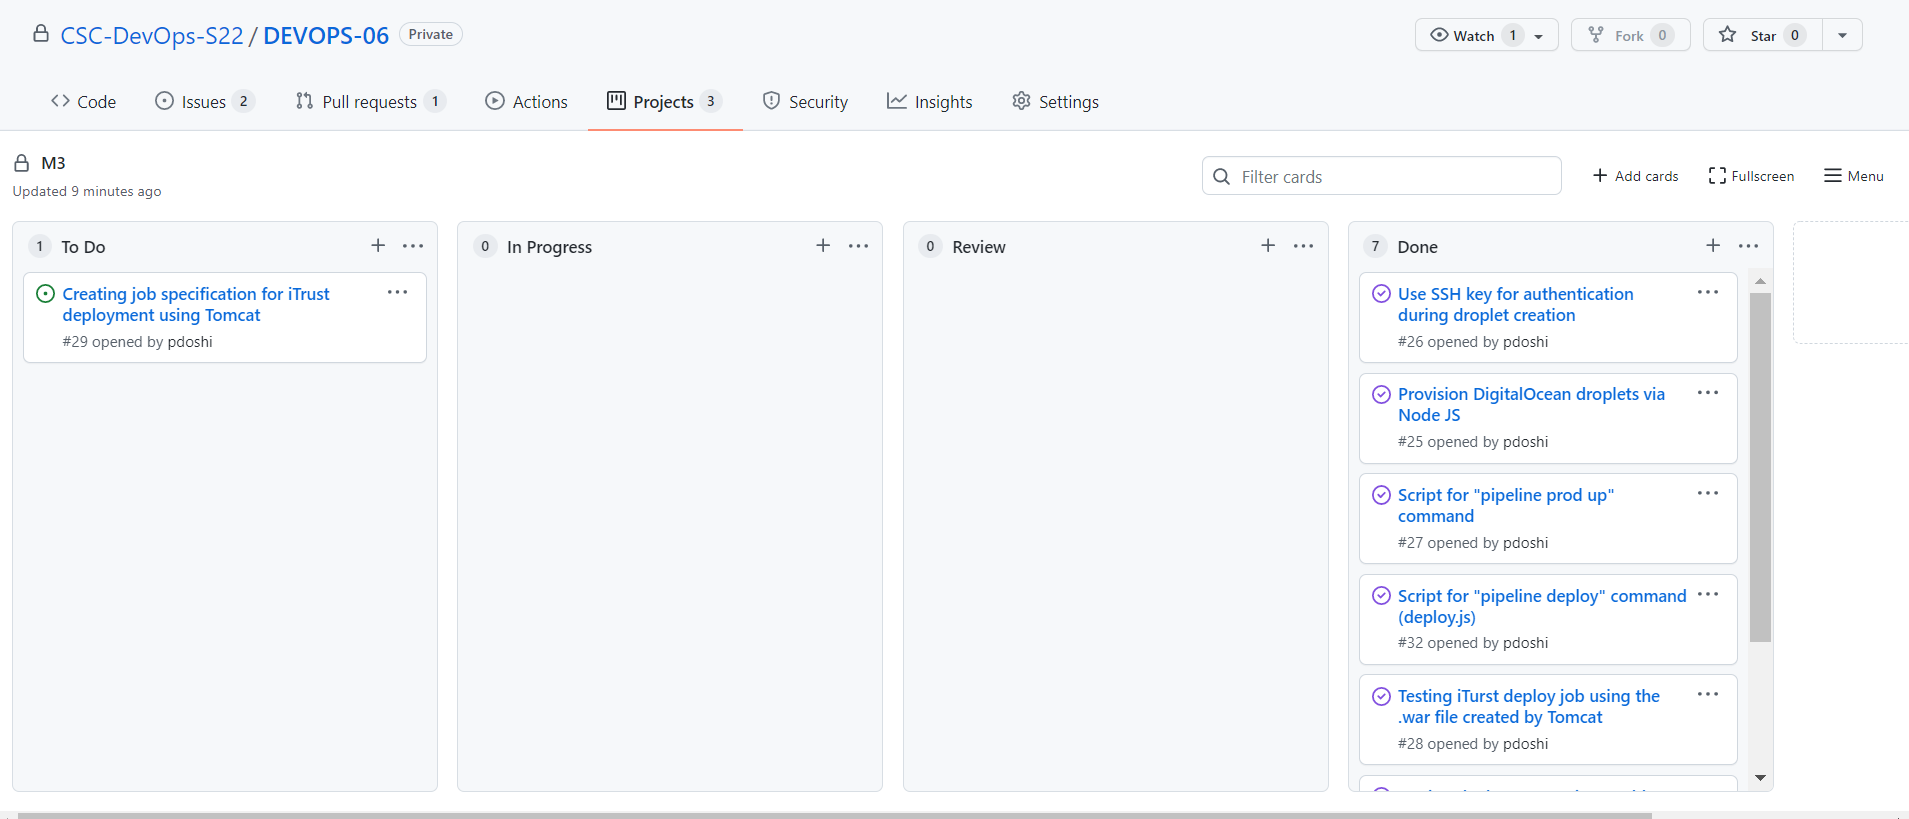 CSC-DevOps-S22 / DEVOPS-06 Private
Watch 1 Fork 0 Star 0
Code Issues 2 Pull requests 1 Actions Projects 3 Security Insights Settings
M3
Updated 9 minutes ago
Filter cards
Add cards Fullscreen Menu
1 To Do
Creating job specification for iTrust
deployment using Tomcat
#29 opened by pdoshi
0 In Progress
0 Review
7 Done
Use SSH key for authentication
during droplet creation
#26 opened by pdoshi
Provision DigitalOcean droplets via
Node JS
#25 opened by pdoshi
Script for "pipeline prod up"
command
#27 opened by pdoshi
Script for "pipeline deploy" command
(deploy.js)
#32 opened by pdoshi
Testing iTurst deploy job using the
.war file created by Tomcat
#28 opened by pdoshi